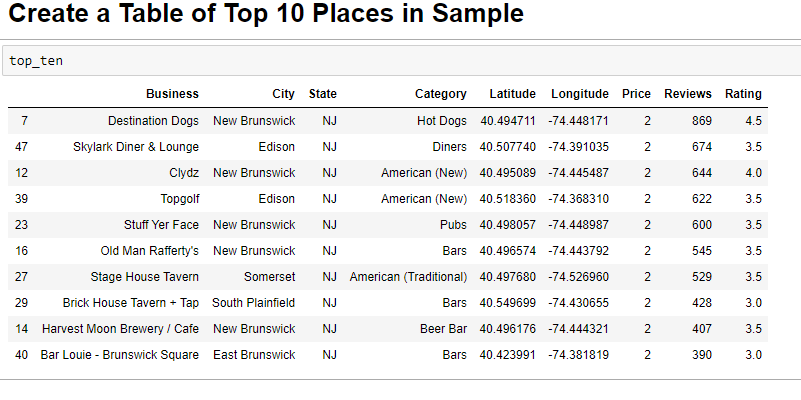 Create a Table of Top 10 Places in Sample
top_ten
Business City State Category Latitude Longitude Price Reviews Rating
7 Destination Dogs New Brunswick NJ Hot Dogs 40.494711 -74.448171 2 869 4.5
47 Skylark Diner & Lounge Edison NJ Diners 40.507740 -74.391035 2 674 3.5
12 Clydz New Brunswick NJ American (New) 40.495089 -74.445487 2 644 4.0
39 Topgolf Edison NJ American (New) 40.518360 -74.368310 2 622 3.5
23 Stuff Yer Face New Brunswick NJ Pubs 40.498057 -74.448987 2 600 3.5
16 Old Man Rafferty's New Brunswick NJ Bars 40.496574 -74.443792 2 545 3.5
27 Stage House Tavern Somerset NJ American (Traditional) 40.497680 -74.526960 2 529 3.5
29 Brick House Tavern + Tap South Plainfield NJ Bars 40.549699 -74.430655 2 428 3.0
14 Harvest Moon Brewery / Cafe New Brunswick NJ Beer Bar 40.496176 -74.444321 2 407 3.5
40 Bar Louie - Brunswick Square East Brunswick NJ Bars 40.423991 -74.381819 2 390 3.0